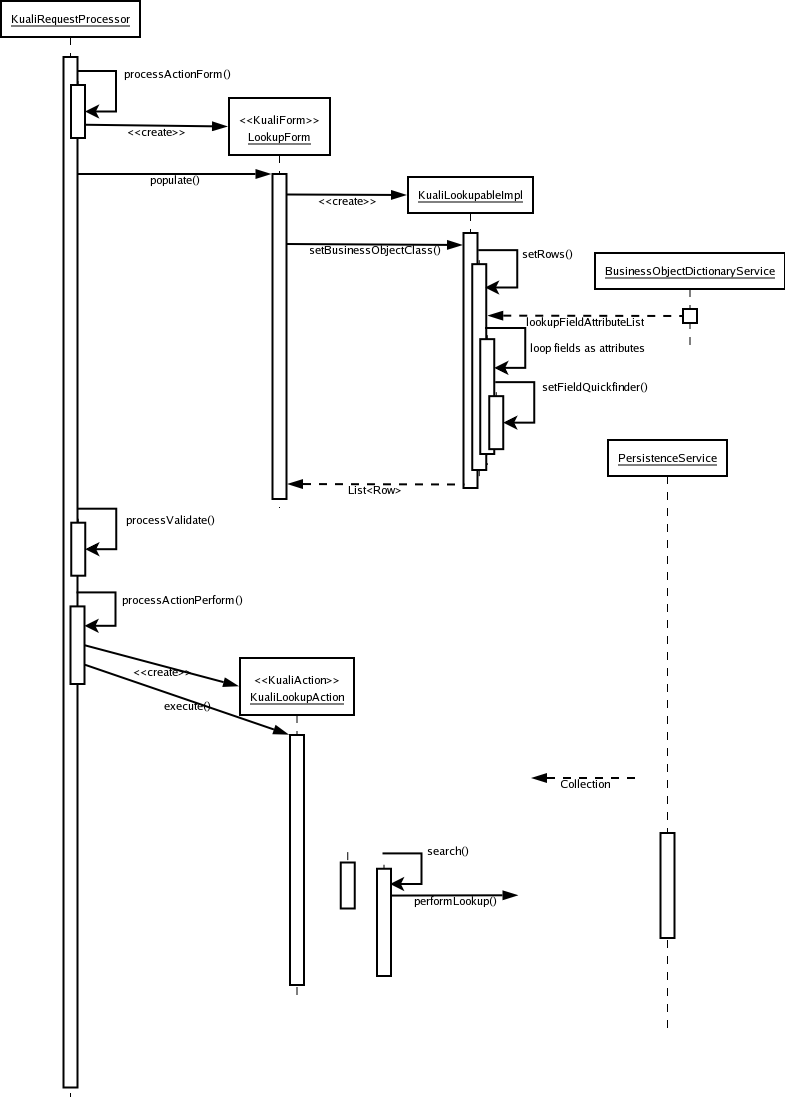 KualiRequestProcessor
processActionForm()
<<KualiForm>>
LookupForm
<<create>>
populate()
KualiLookupableImpl
<<create>>
setBusinessObjectClass()
setRows()
BusinessObjectDictionaryService
lookupFieldAttributeList
loop fields as attributes
setFieldQuickfinder()
PersistenceService
List<Row>
processValidate()
processActionPerform()
<<create>>
<<KualiAction>>
KualiLookupAction
execute()
Collection
search()
performLookup()